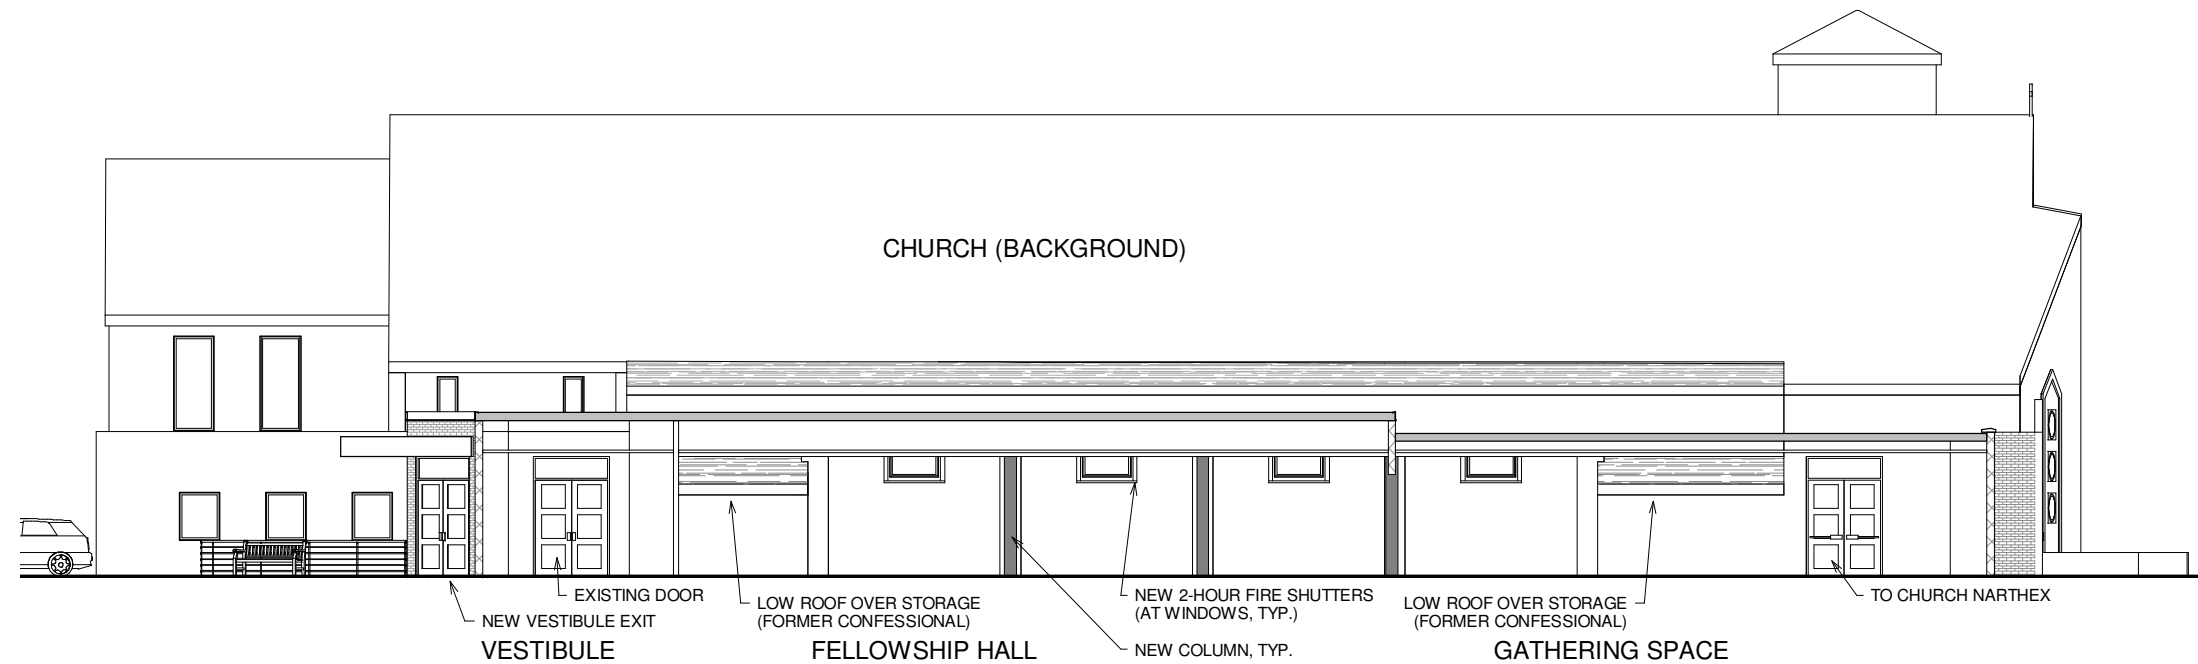 CHURCH (BACKGROUND)
EXISTING DOOR
NEW VESTIBULE EXIT
VESTIBULE
LOW ROOF OVER STORAGE
(FORMER CONFESSIONAL)
FELLOWSHIP HALL
NEW 2-HOUR FIRE SHUTTERS
(AT WINDOWS, TYP.)
NEW COLUMN, TYP.
LOW ROOF OVER STORAGE
(FORMER CONFESSIONAL)
GATHERING SPACE
TO CHURCH NARTHEX